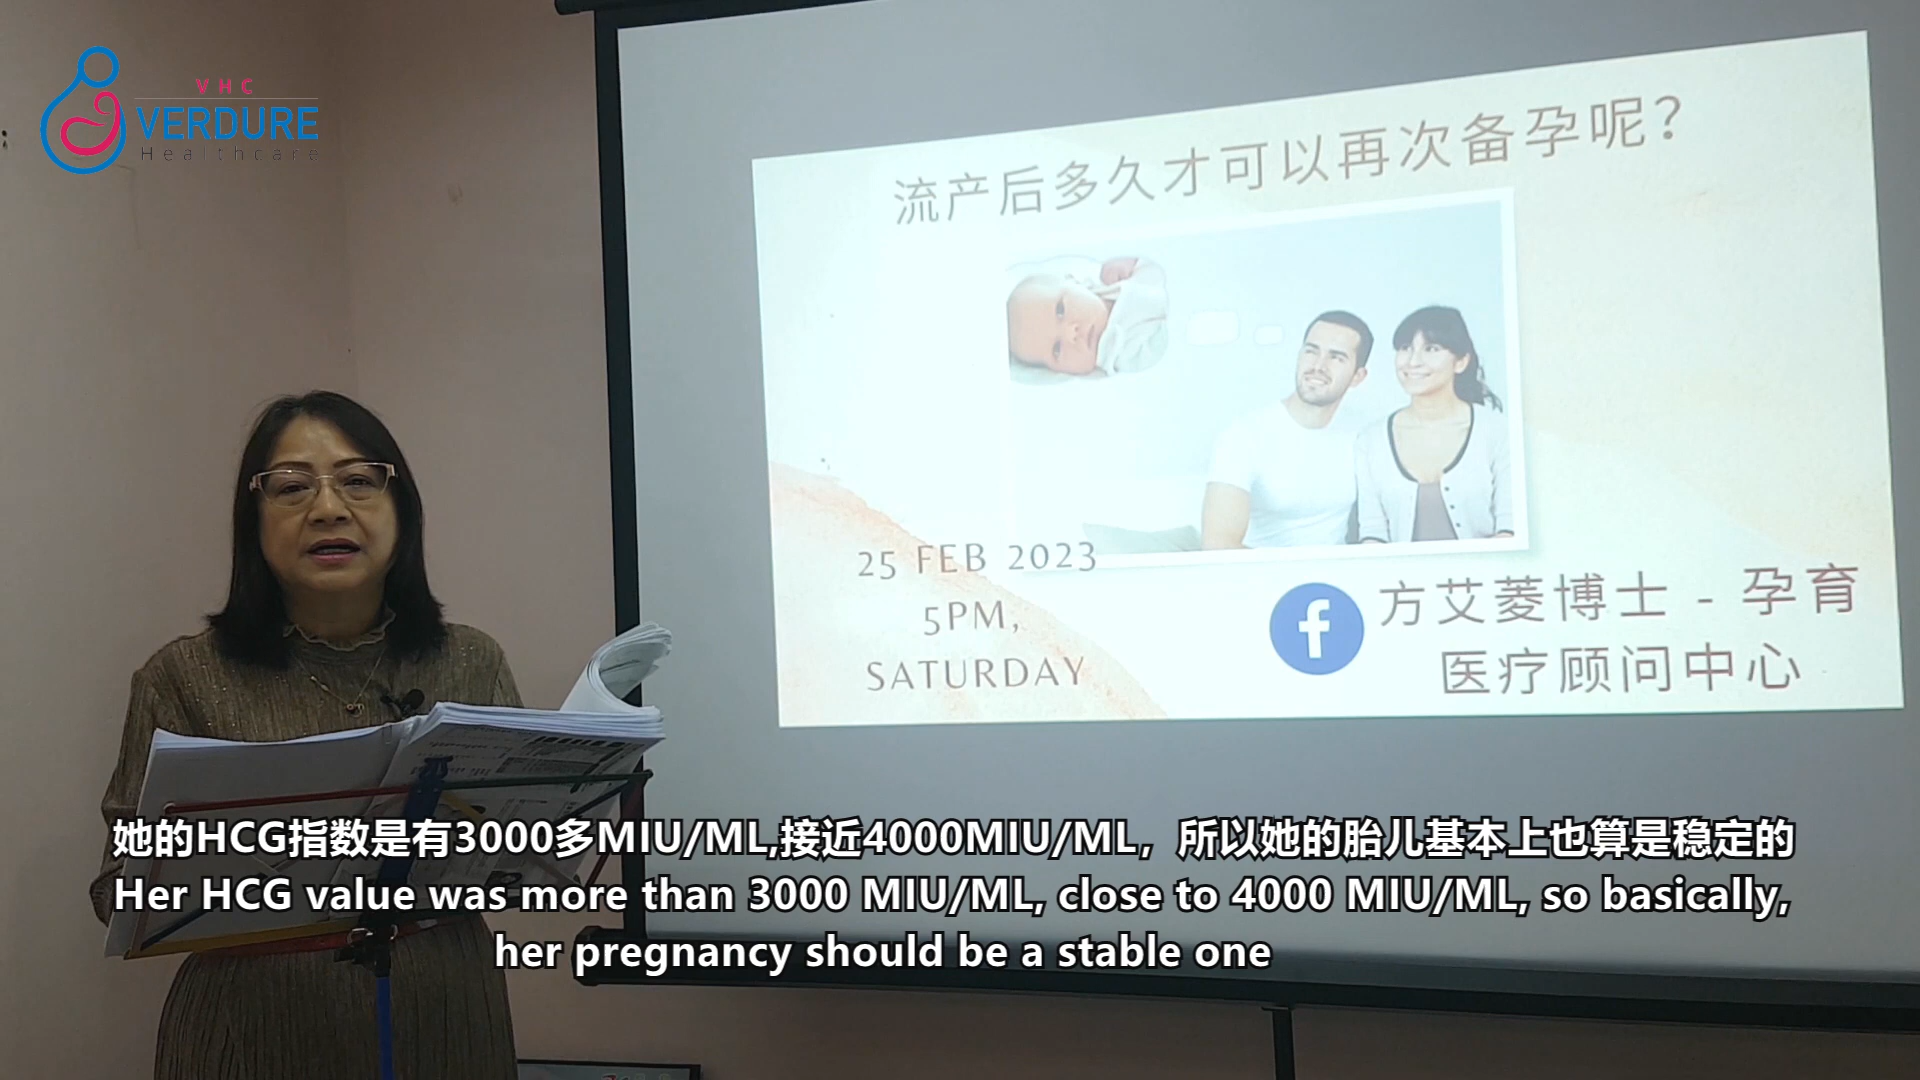 VHC
VERDURE
Healthcare
流产后多久才可以再次备孕呢?
25 FEB 2023
5PM,
SATURDAY
f 方艾菱博士 - 孕育
医疗顾问中心
她的HCG指数是有3000多MIU/ML,接近4000MIU/ML，所以她的胎儿基本上也算是稳定的
Her HCG value was more than 3000 MIU/ML, close to 4000 MIU/ML, so basically,
her pregnancy should be a stable one